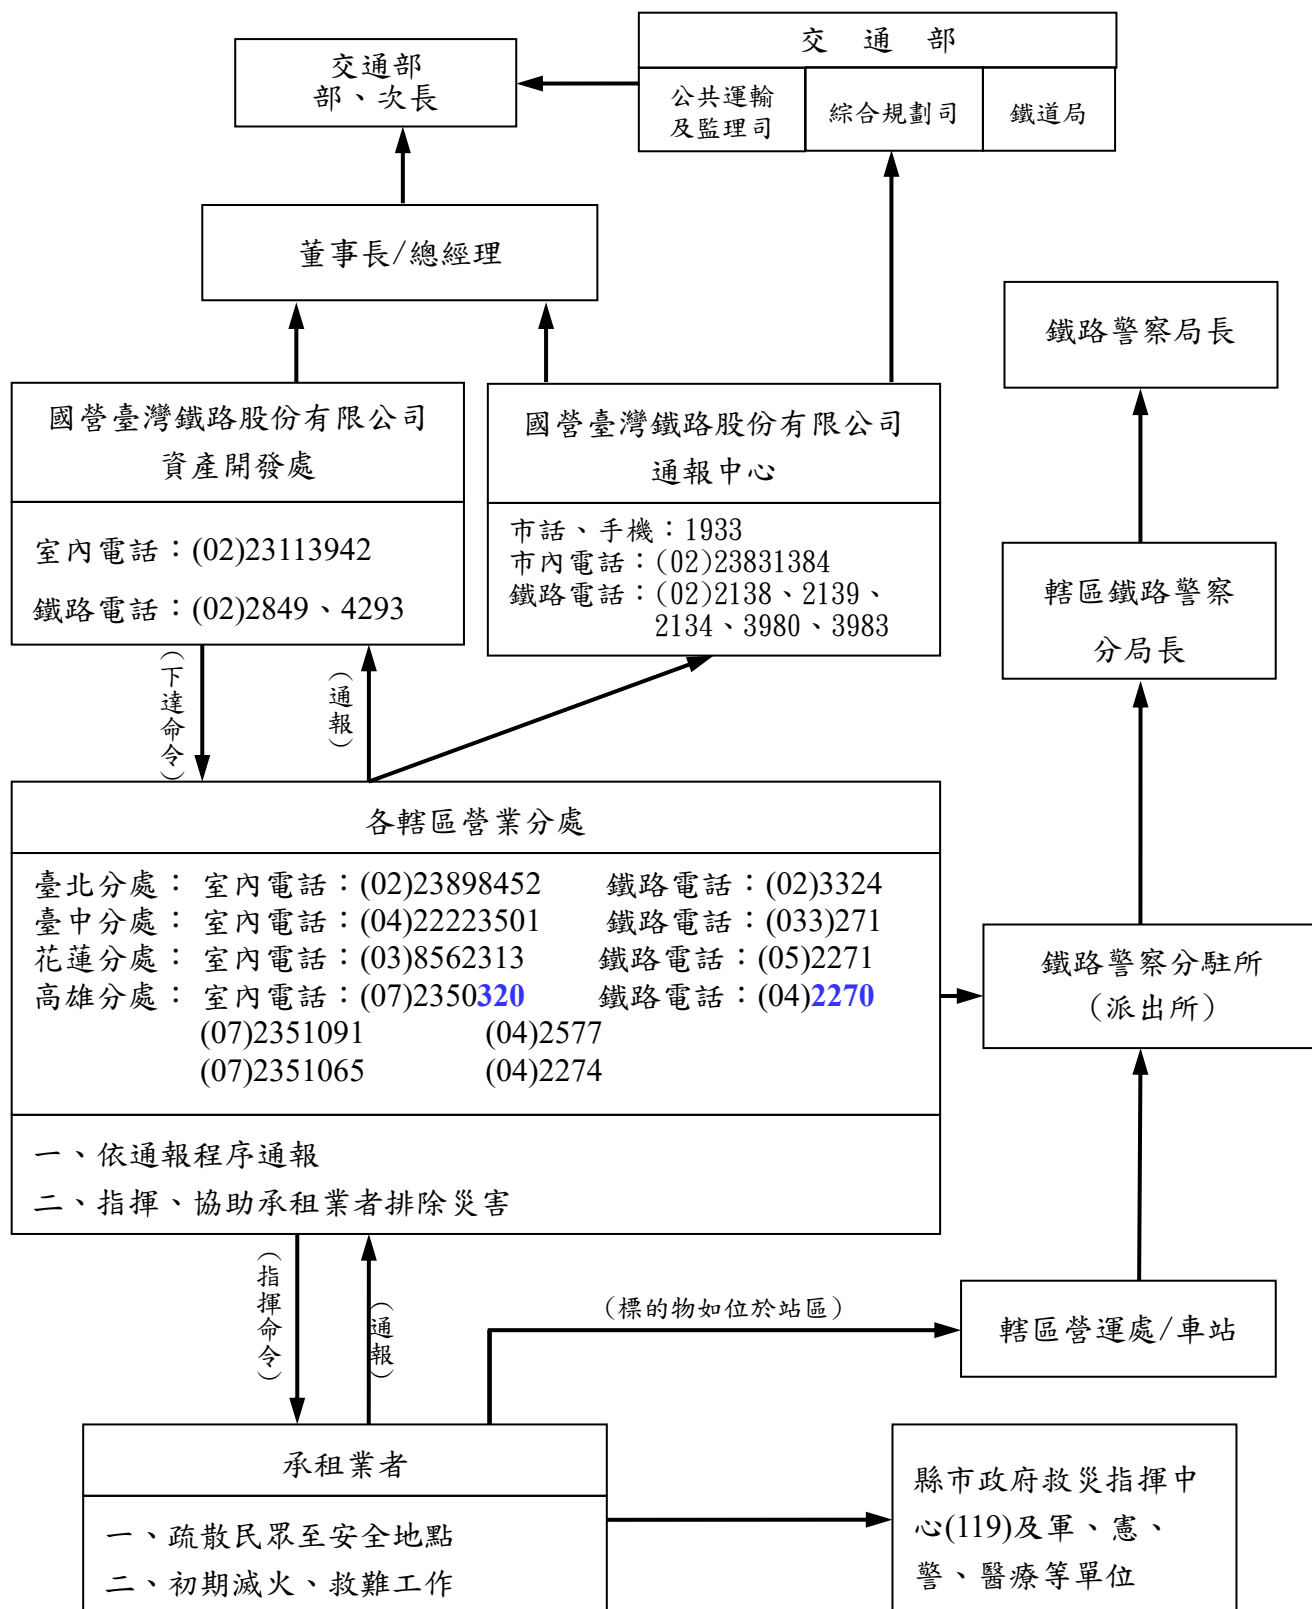 交通部
部、次長
交通部
公共運輸
及監理司
綜合規劃司
鐵道局
董事長/總經理
鐵路警察局長
國營臺灣鐵路股份有限公司
資產開發處
室內電話：(02)23113942
鐵路電話：(02)2849、4293
國營臺灣鐵路股份有限公司
通報中心
市話、手機：1933
市內電話：(02)23831384
鐵路電話：(02)2138、2139、
2134、3980、3983
轄區鐵路警察
分局長
（下達命令）
（通報）
各轄區營業分處
臺北分處： 室內電話：(02)23898452 鐵路電話：(02)3324
臺中分處： 室內電話：(04)22223501 鐵路電話：(033)271
花蓮分處： 室內電話：(03)8562313 鐵路電話：(05)2271
高雄分處： 室內電話：(07)2350320 鐵路電話：(04)2270
(07)2351091 (04)2577
(07)2351065 (04)2274
一、依通報程序通報
二、指揮、協助承租業者排除災害
鐵路警察分駐所
（派出所）
（指揮命令）
（通報）
（標的物如位於站區）
轄區營運處/車站
承租業者
一、疏散民眾至安全地點
二、初期滅火、救難工作
縣市政府救災指揮中
心(119)及軍、憲、
警、醫療等單位